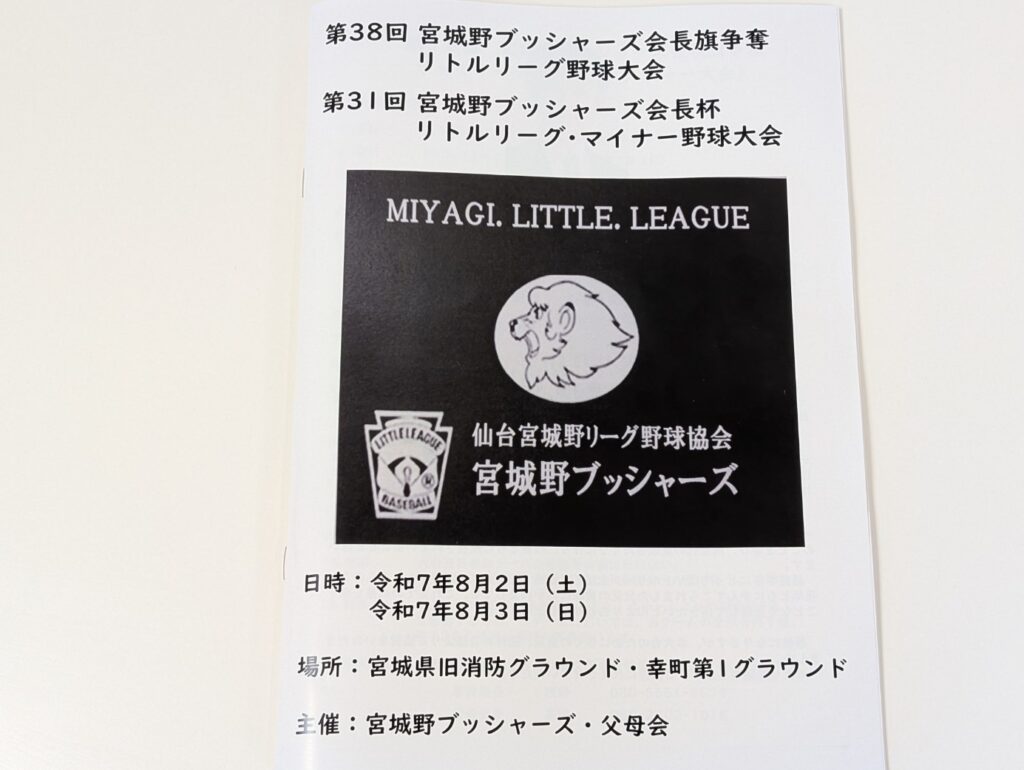 第38回 宮城野ブッシャーズ会長旗争奪
リトルリーグ野球大会
第31回 宮城野ブッシャーズ会長杯
リトルリーグ・マイナー野球大会
MIYAGI. LITTLE. LEAGUE
LITTLE LEAGUE
BASEBALL
仙台宮城野リーグ野球協会
宮城野ブッシャーズ
日時：令和7年8月2日（土）
令和7年8月3日（日）
場所：宮城県旧消防グラウンド・幸町第1グラウンド
主催：宮城野ブッシャーズ・父母会